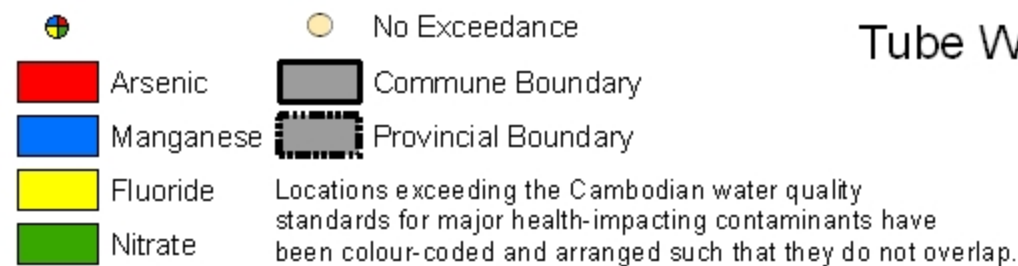 No Exceedance
Tube
Arsenic
Commune Boundary
Manganese
Provincial Boundary
Fluoride
Locations exceeding the Cambodian water quality
standards for major health-impacting contaminants have
Nitrate
been colour-coded and arranged such that they do not overlap.